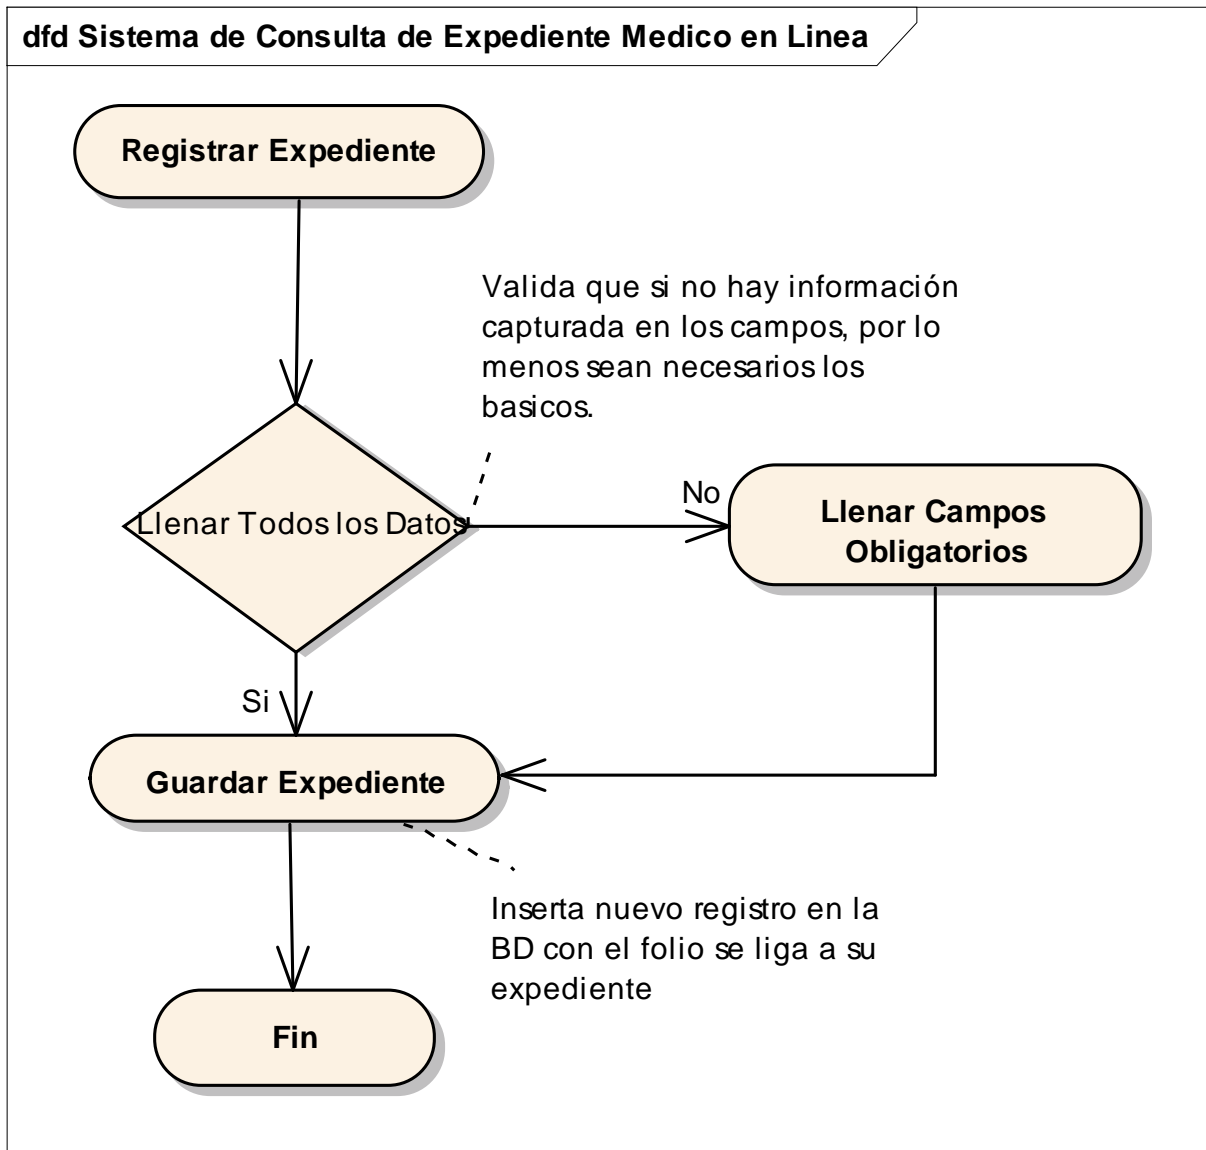 dfd Sistema de Consulta de Expediente Medico en Linea
Registrar Expediente
Valida que si no hay información
capturada en los campos, por lo
menos sean necesarios los
basicos.
Llenar Todos los Datos
No
Llenar Campos
Obligatorios
Si
Guardar Expediente
Inserta nuevo registro en la
BD con el folio se liga a su
expediente
Fin